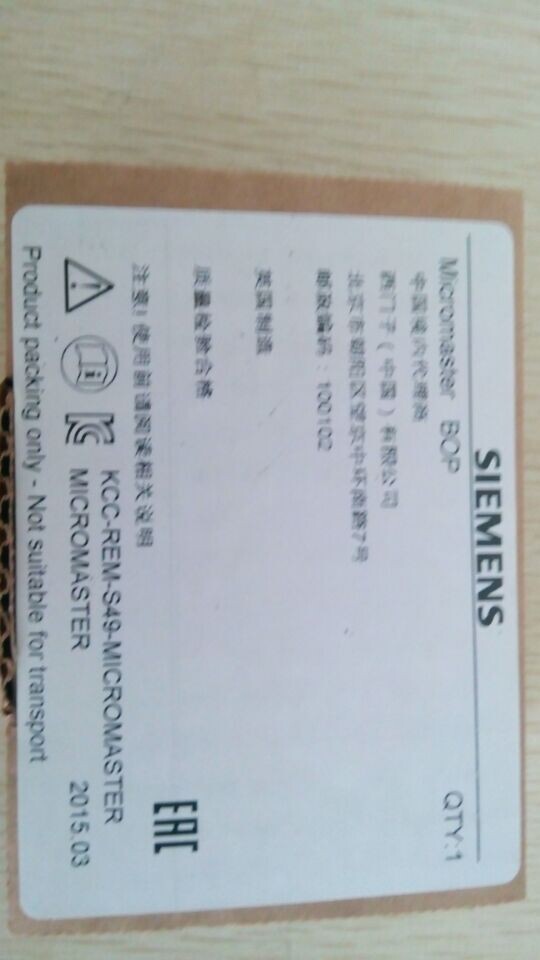 SIEMENS
Micromaster BOP QTY:1
中国境内代理商
西门子(中国)有限公司
北京市朝阳区望京中环南路7号
邮政编码:100102
英国制造
质量检验合格
EAC
注意!使用前请阅读相关说明
KCC-REM-S49-MICROMASTER
MICROMASTER 2015.03
Product packing only - Not suitable for transport